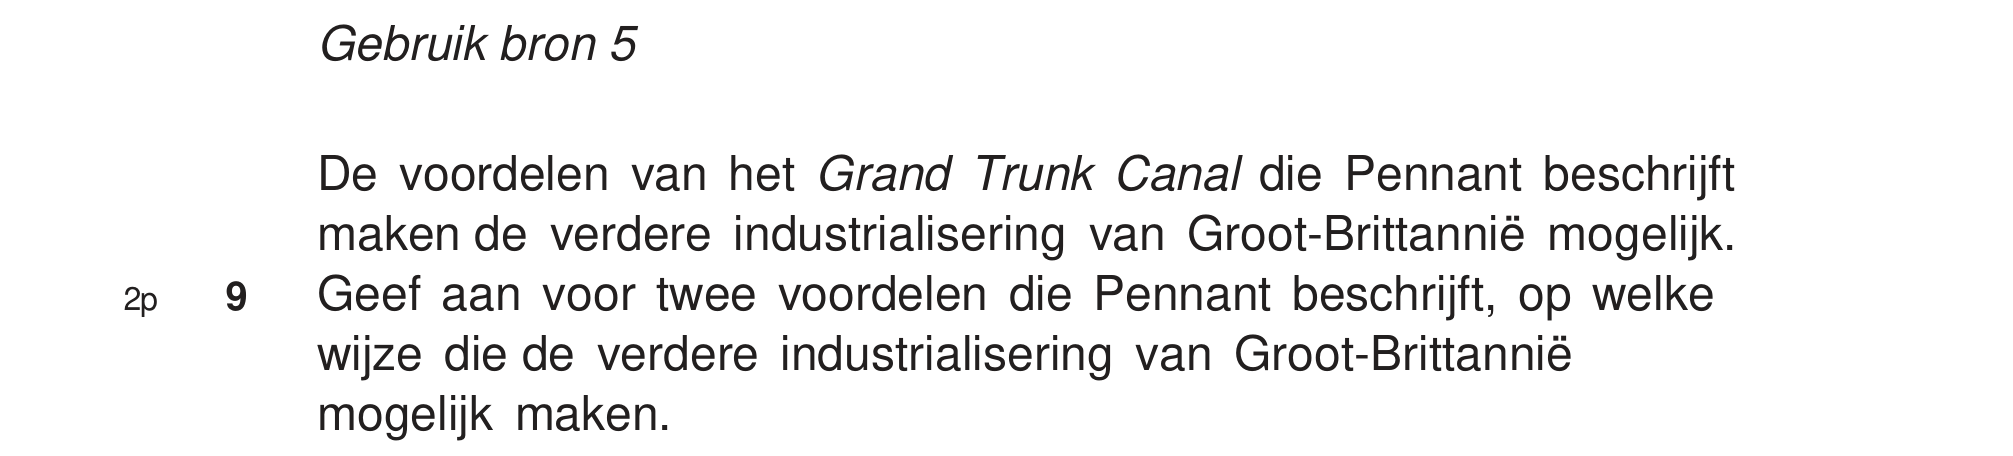 Gebruik bron 5
De voordelen van het Grand Trunk Canal die Pennant beschrijft
maken de verdere industrialisering van Groot-Brittannië mogelijk.
2p 9 Geef aan voor twee voordelen die Pennant beschrijft, op welke
wijze die de verdere industrialisering van Groot-Brittannië
mogelijk maken.